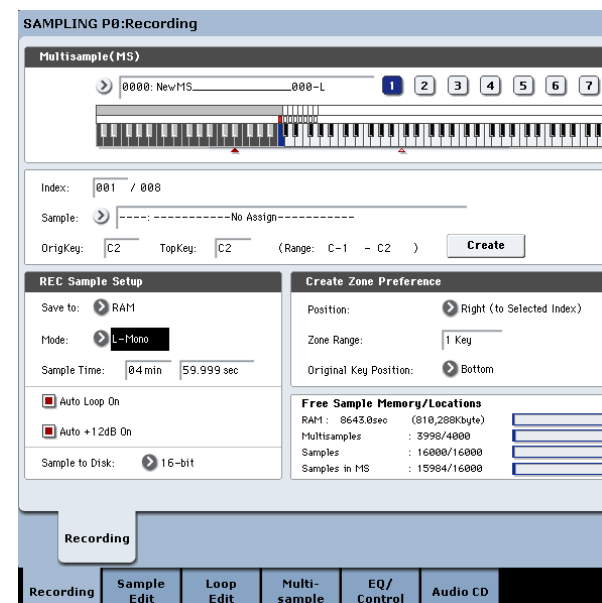 SAMPLING P0:Recording
Multisample(MS)
0000: NewMS________________000-L
1 2 3 4 5 6 7
Index: 001 / 008
Sample: ----: ------------No Assign------------
OrigKey: C2 TopKey: C2 (Range: C-1 - C2 ) Create
REC Sample Setup
Save to: RAM
Mode: L-Mono
Sample Time: 04 min 59.999 sec
Auto Loop On
Auto +12dB On
Sample to Disk: 16-bit
Create Zone Preference
Position: Right (to Selected Index)
Zone Range: 1 Key
Original Key Position: Bottom
Free Sample Memory/Locations
RAM : 8643.0sec (810,288Kbyte)
Multisamples : 3998/4000
Samples : 16000/16000
Samples in MS : 15984/16000
Recording
Recording Sample Edit Loop Edit Multi-sample EQ/Control Audio CD